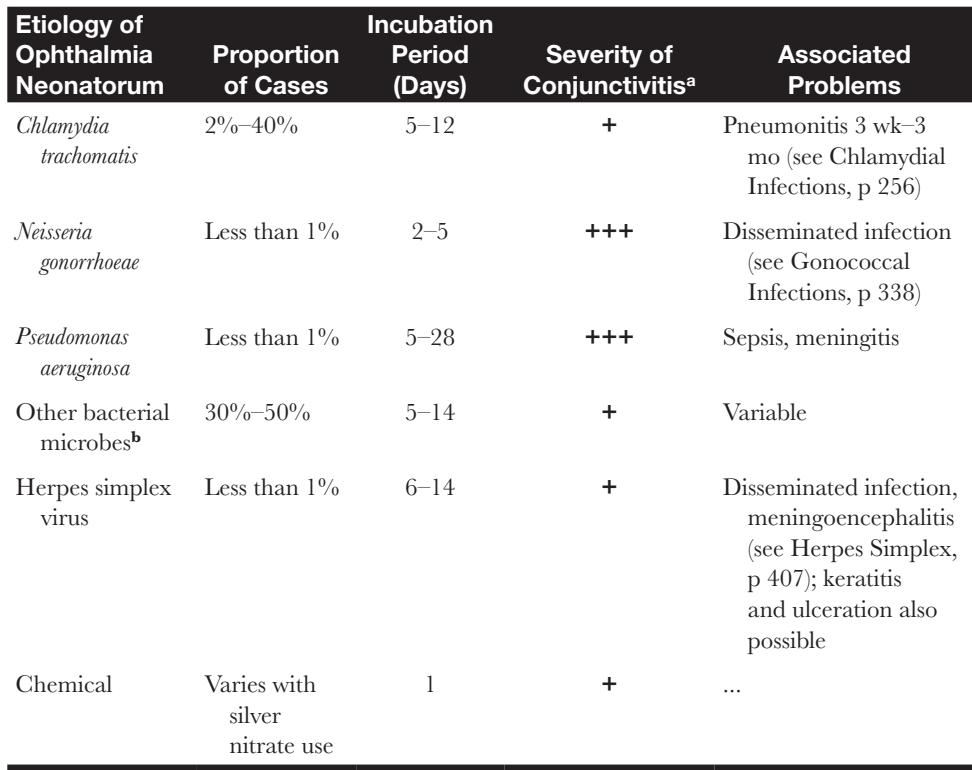 Etiology of Ophthalmia Neonatorum | Proportion of Cases | Incubation Period (Days) | Severity of Conjunctivitisᵃ | Associated Problems
Chlamydia trachomatis | 2%–40% | 5–12 | + | Pneumonitis 3 wk–3 mo (see Chlamydial Infections, p 256)
Neisseria gonorrhoeae | Less than 1% | 2–5 | +++ | Disseminated infection (see Gonococcal Infections, p 338)
Pseudomonas aeruginosa | Less than 1% | 5–28 | +++ | Sepsis, meningitis
Other bacterial microbesᵇ | 30%–50% | 5–14 | + | Variable
Herpes simplex virus | Less than 1% | 6–14 | + | Disseminated infection, meningoencephalitis (see Herpes Simplex, p 407); keratitis and ulceration also possible
Chemical | Varies with silver nitrate use | 1 | + | ...